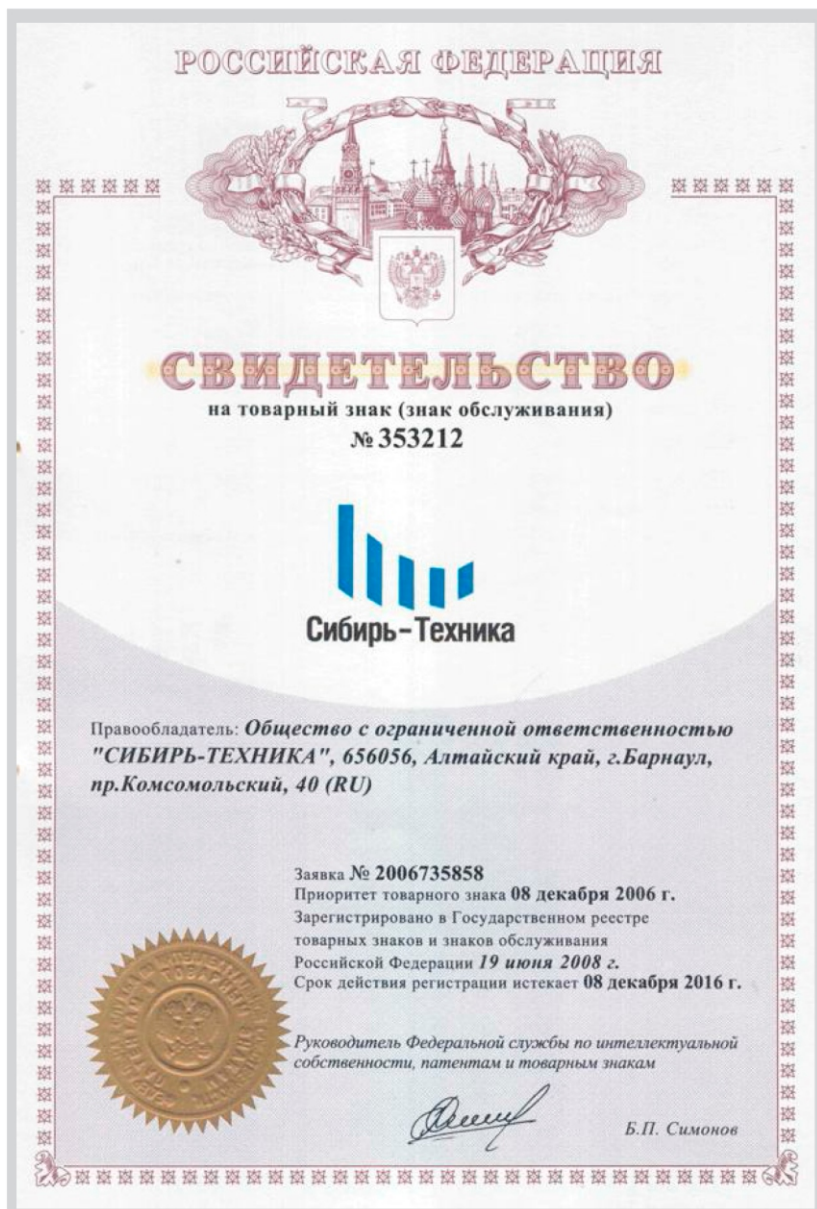 РОССИЙСКАЯ ФЕДЕРАЦИЯ
СВИДЕТЕЛЬСТВО
на товарный знак (знак обслуживания)
№ 353212
Сибирь-Техника
Правообладатель: Общество с ограниченной ответственностью
"СИБИРЬ-ТЕХНИКА", 656056, Алтайский край, г.Барнаул,
пр.Комсомольский, 40 (RU)
Заявка № 2006735858
Приоритет товарного знака 08 декабря 2006 г.
Зарегистрировано в Государственном реестре
товарных знаков и знаков обслуживания
Российской Федерации 19 июня 2008 г.
Срок действия регистрации истекает 08 декабря 2016 г.
Руководитель Федеральной службы по интеллектуальной
собственности, патентам и товарным знакам
Б.П. Симонов